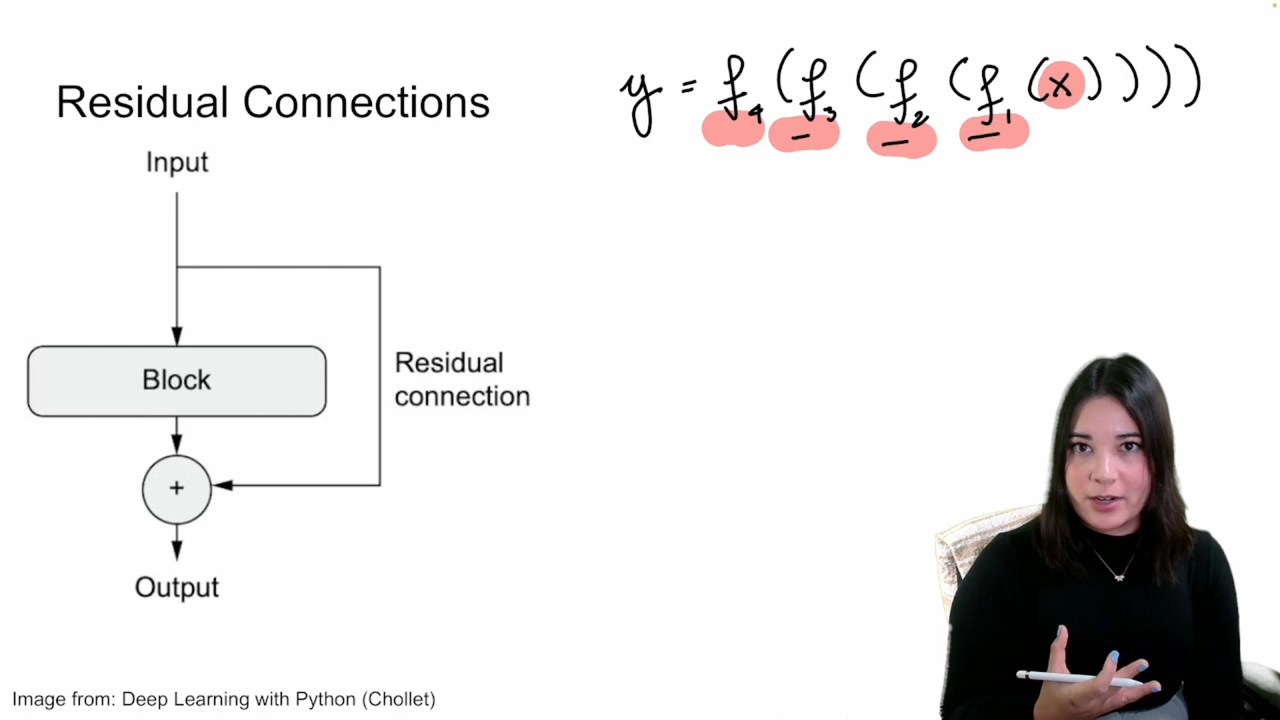 Residual Connections
y = f₄ (f₃ (f₂ (f₁ (x))))
Input
Block
Residual
connection
+
Output
Image from: Deep Learning with Python (Chollet)